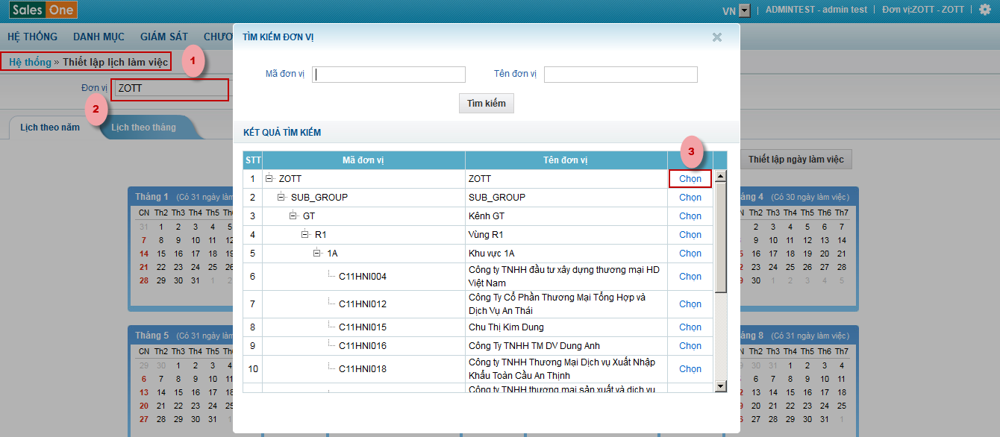 Sales One
VN | ADMINTEST - admin test | Đơn vị:ZOTT - ZOTT |
HỆ THỐNG DANH MỤC GIÁM SÁT CHƯƠ
Hệ thống » Thiết lập lịch làm việc
1
Đơn vị ZOTT
2
Lịch theo năm Lịch theo tháng
Thiết lập ngày làm việc
TÌM KIẾM ĐƠN VỊ
Mã đơn vị Tên đơn vị
Tìm kiếm
KẾT QUẢ TÌM KIẾM
3
STT Mã đơn vị Tên đơn vị
1 ZOTT ZOTT Chọn
2 SUB_GROUP SUB_GROUP Chọn
3 GT Kênh GT Chọn
4 R1 Vùng R1 Chọn
5 1A Khu vực 1A Chọn
6 C11HNI004 Công ty TNHH đầu tư xây dựng thương mại HD
Việt Nam Chọn
7 C11HNI012 Công Ty Cổ Phần Thương Mại Tổng Hợp và
Dịch Vụ An Thái Chọn
8 C11HNI015 Chu Thị Kim Dung Chọn
9 C11HNI016 Công Ty TNHH TM DV Dung Anh Chọn
10 C11HNI018 Công ty TNHH Thương Mại Dịch vụ Xuất Nhập
Khẩu Toàn Cầu An Thịnh Chọn
Công ty TNHH thương mại sản xuất và dịch vụ
Tháng 1 (Có 31 ngày làm
CN Th2 Th3 Th4 Th5 Th
31 1 2 3 4 5
7 8 9 10 11 12
14 15 16 17 18 19
21 22 23 24 25 26
28 29 30 31 1 2
áng 4 (Có 30 ngày làm việc)
N Th2 Th3 Th4 Th5 Th6 Th7
2 3 4 5 6 7
9 10 11 12 13 14
5 16 17 18 19 20 21
2 23 24 25 26 27 28
9 30 1 2 3 4 5
Tháng 5 (Có 31 ngày làm
CN Th2 Th3 Th4 Th5 Th
29 30 1 2 3 4
6 7 8 9 10 11
13 14 15 16 17 18
20 21 22 23 24 25
27 28 29 30 31 1
áng 8 (Có 31 ngày làm việc)
N Th2 Th3 Th4 Th5 Th6 Th7
30 31 1 2 3 4
6 7 8 9 10 11
2 13 14 15 16 17 18
20 21 22 23 24 25
6 27 28 29 30 31 1